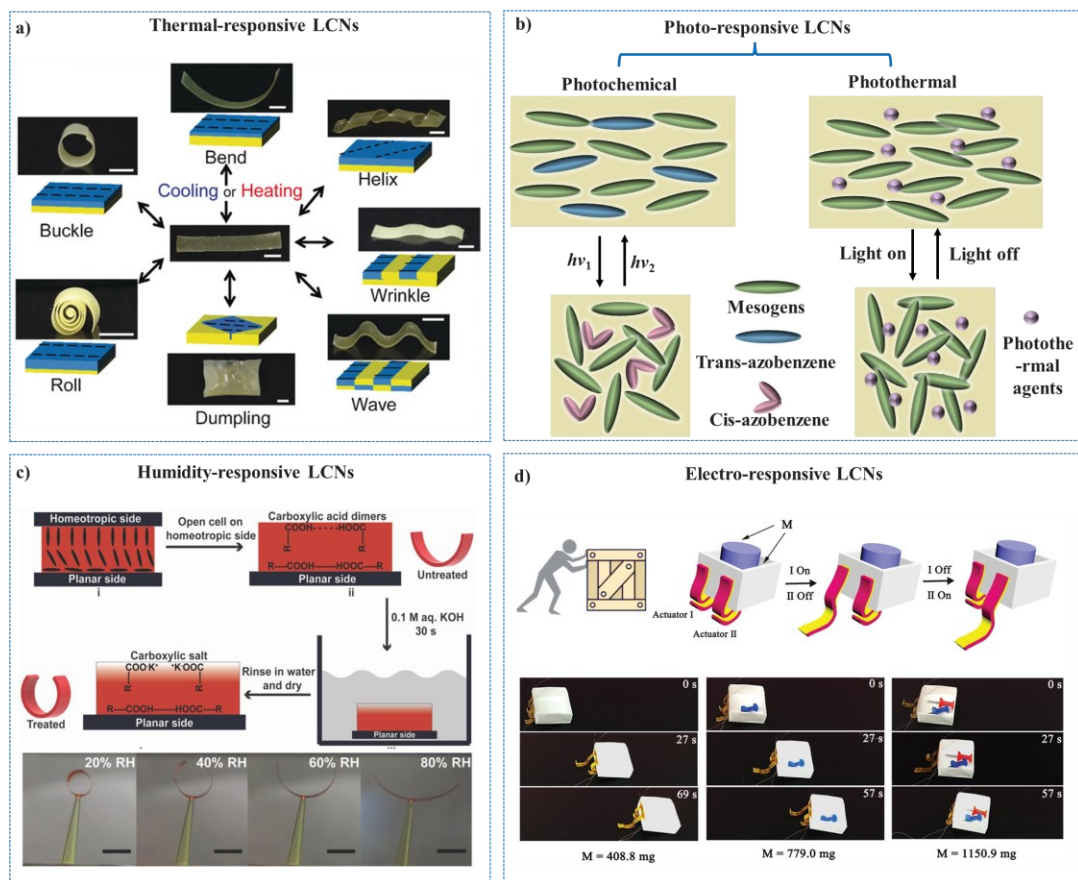 a)
Thermal-responsive LCNs
Bend
Cooling or Heating
Helix
Buckle
Wrinkle
Roll
Dumpling
Wave
b)
Photo-responsive LCNs
Photochemical
Photothermal
hv1
hv2
Light on
Light off
Mesogens
Trans-azobenzene
Cis-azobenzene
Photothe
-rmal
agents
c)
Humidity-responsive LCNs
Homeotropic side
Planar side
i
Open cell on
homeotropic side
Carboxylic acid dimers
COOH-----HOOC
R R
R----COOH-------HOOC----R
Planar side
ii
Untreated
0.1 M aq. KOH
30 s
Carboxylic salt
COO-K+ +K-OOC
R R
R----COOH-------HOOC----R
Planar side
Treated
Rinse in water
and dry
Planar side
20% RH
40% RH
60% RH
80% RH
d)
Electro-responsive LCNs
M
Actuator I
Actuator II
I On
II Off
I Off
II On
0 s
0 s
0 s
27 s
27 s
27 s
69 s
57 s
57 s
M = 408.8 mg
M = 779.0 mg
M = 1150.9 mg